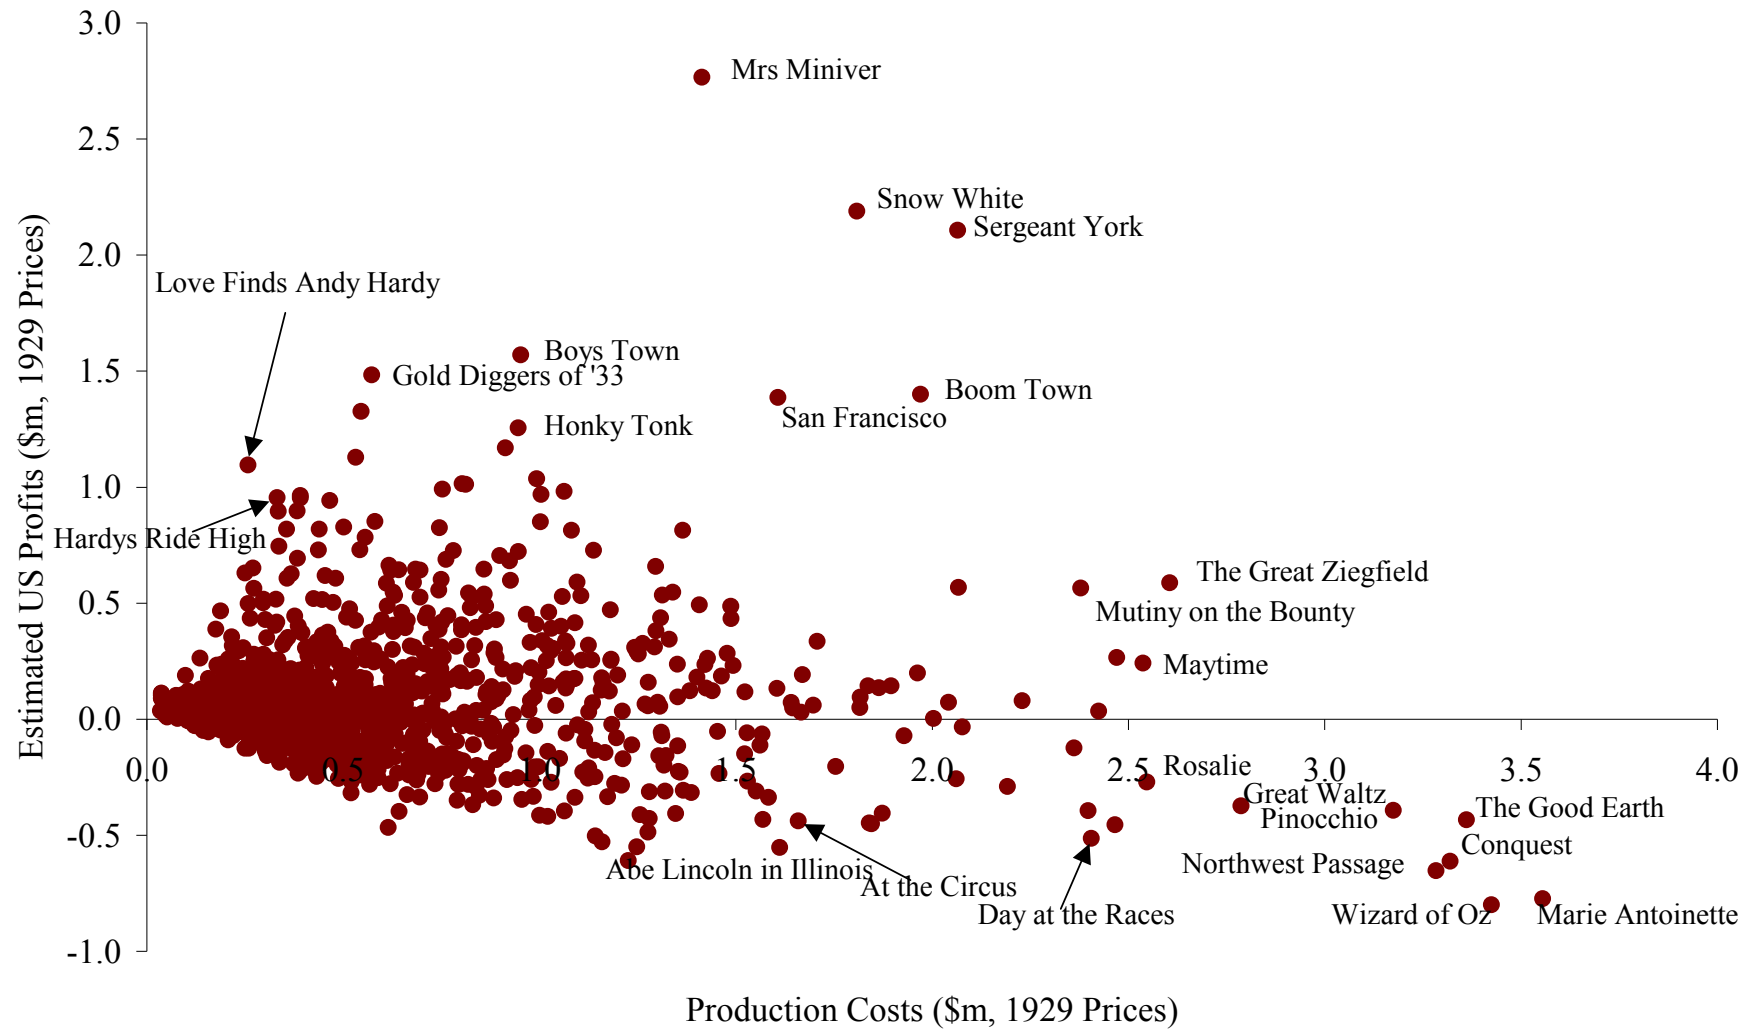 3.0
Mrs Miniver
2.5
Snow White
Sergeant York
2.0
Love Finds Andy Hardy
Boys Town
1.5
Gold Diggers of '33
Boom Town
San Francisco
Honky Tonk
1.0
Hardys Ride High
The Great Ziegfield
0.5
Mutiny on the Bounty
Maytime
0.0
0.0 0.5 1.0 1.5 2.0 2.5 3.0 3.5 4.0
Rosalie
Great Waltz
The Good Earth
Pinocchio
-0.5
Conquest
Northwest Passage
Abe Lincoln in Illinois
At the Circus
Day at the Races
Wizard of Oz
Marie Antoinette
-1.0
Estimated US Profits ($m, 1929 Prices)
Production Costs ($m, 1929 Prices)